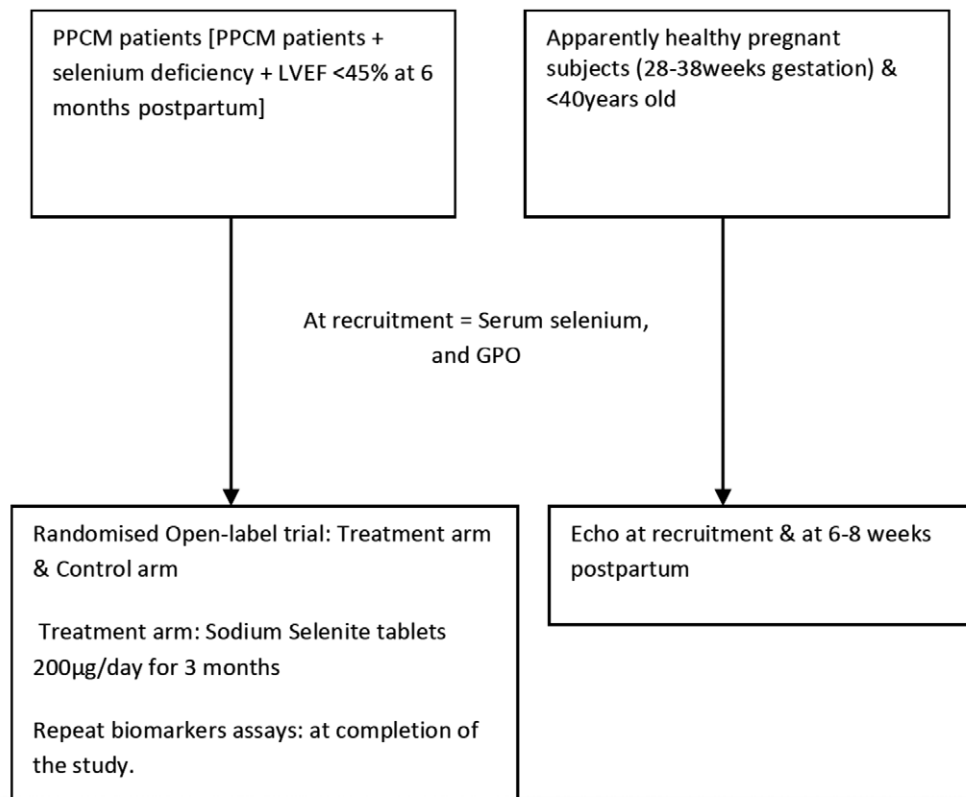 PPCM patients [PPCM patients +
selenium deficiency + LVEF <45% at 6
months postpartum]
Apparently healthy pregnant
subjects (28-38weeks gestation) &
<40years old
At recruitment = Serum selenium,
and GPO
Randomised Open-label trial: Treatment arm
& Control arm
Treatment arm: Sodium Selenite tablets
200µg/day for 3 months
Repeat biomarkers assays: at completion of
the study.
Echo at recruitment & at 6-8 weeks
postpartum